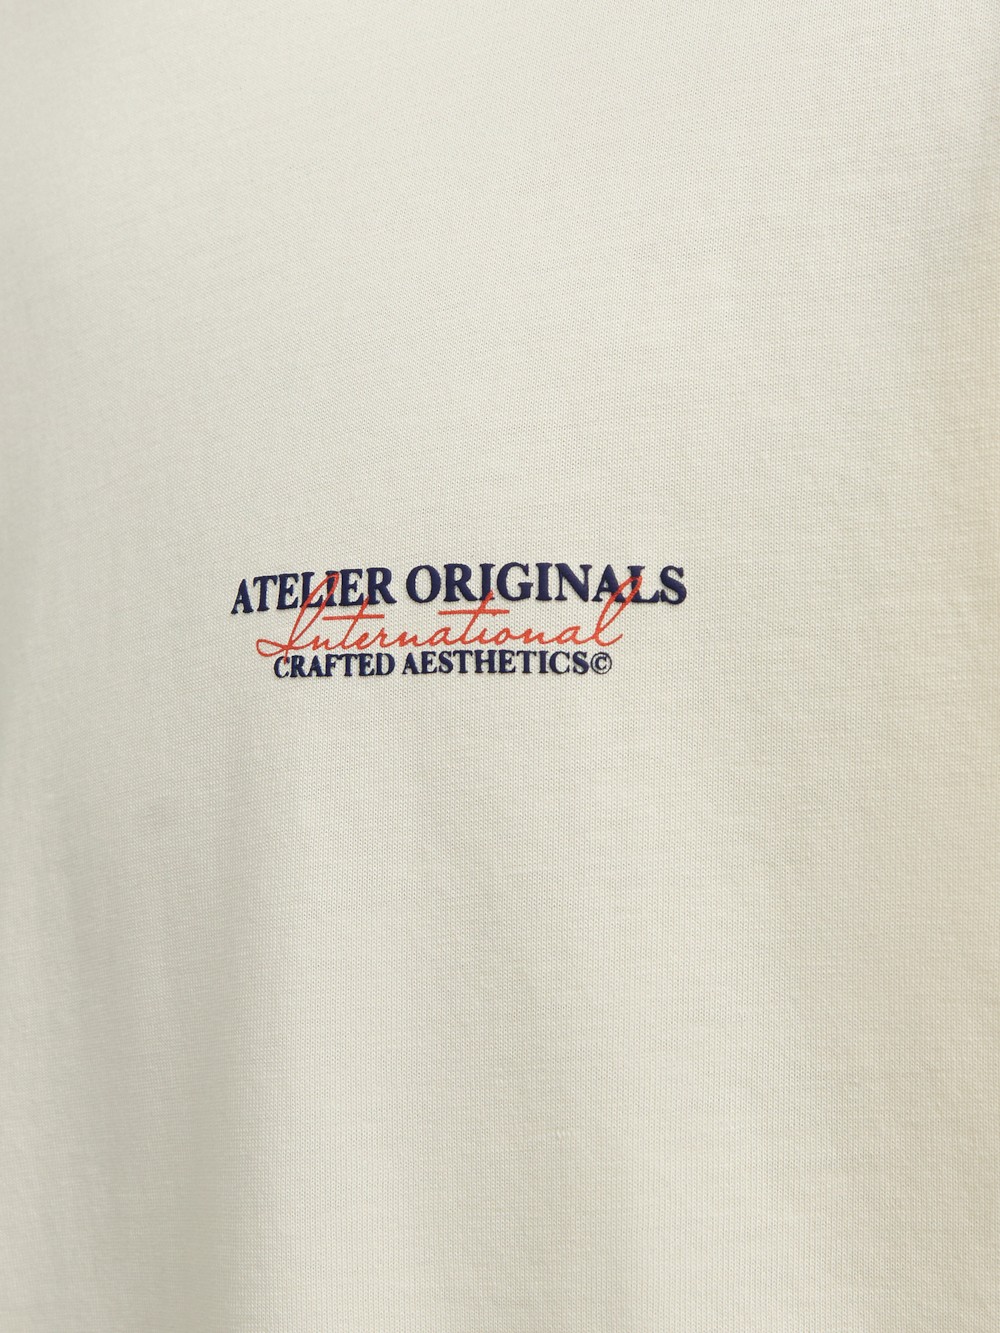 ATELIER ORIGINALS
International
CRAFTED AESTHETICS©